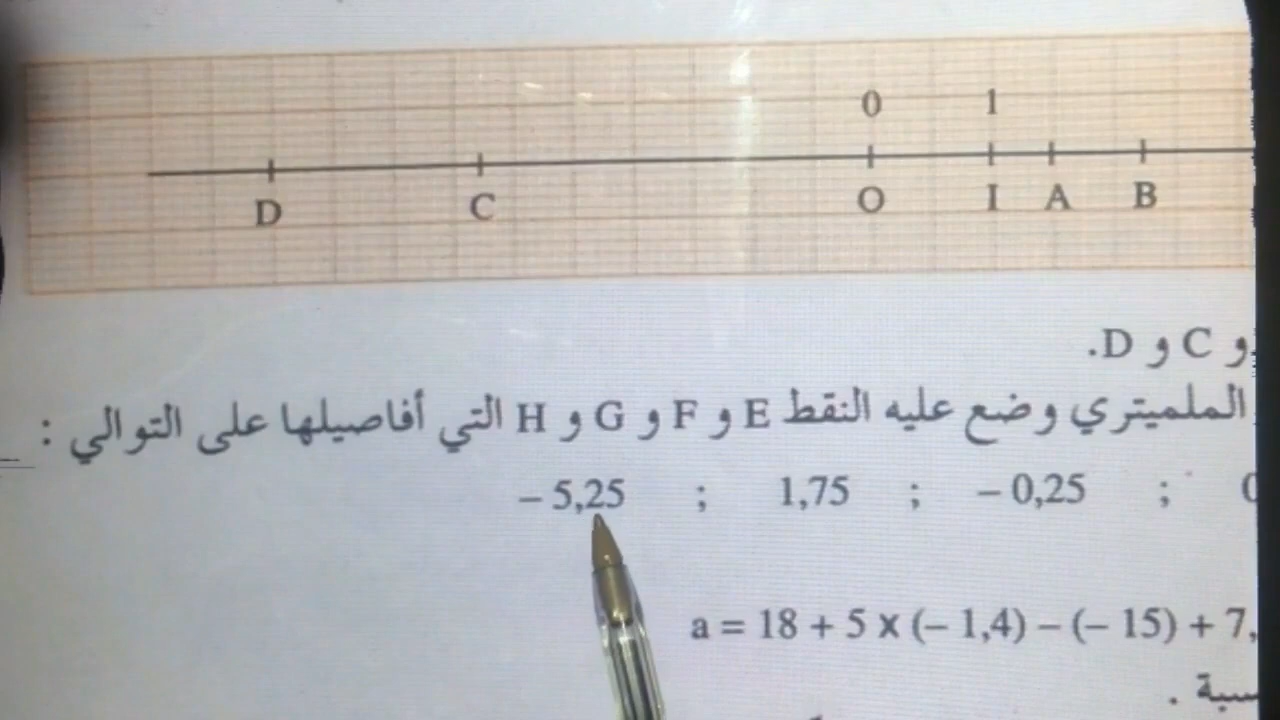 0 1
D C O I A B
و C و D.
الملميتري وضع عليه النقط E و F و G و H التي أفاصيلها على التوالي :
; – 0,25 ; 1,75 ; – 5,25
a = 18 + 5 x (– 1,4) – (– 15) + 7,